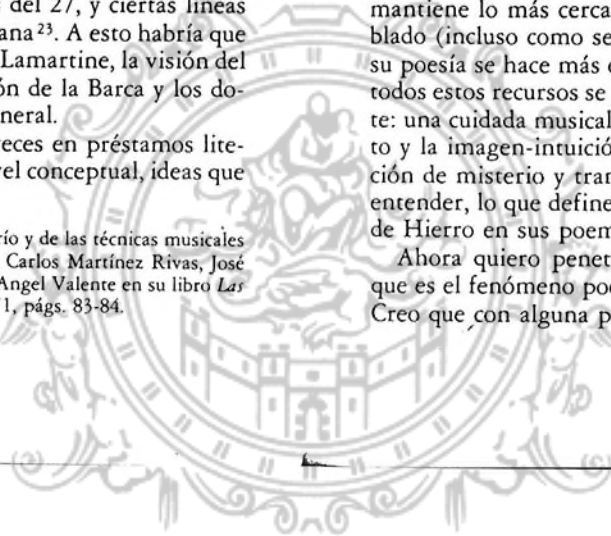 del 27, y ciertas líneas
ana ²³. A esto habría que
Lamartine, la visión del
ón de la Barca y los do-
neral.
eces en préstamos lite-
el conceptual, ideas que
río y de las técnicas musicales
Carlos Martínez Rivas, José
Angel Valente en su libro Las
1, págs. 83-84.
mantiene lo más cerca
blado (incluso como se
su poesía se hace más
todos estos recursos se
te: una cuidada musical
to y la imagen-intuició
ción de misterio y tran
entender, lo que define
de Hierro en sus poem
Ahora quiero penet
que es el fenómeno poé
Creo que con alguna p